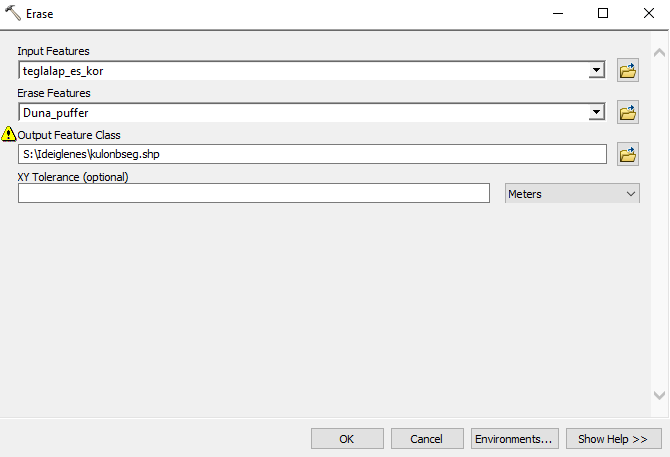 Erase
Input Features
teglalap_es_kor
Erase Features
Duna_puffer
Output Feature Class
S:\Ideiglenes\kulonbseg.shp
XY Tolerance (optional)
Meters
OK Cancel Environments... Show Help >>